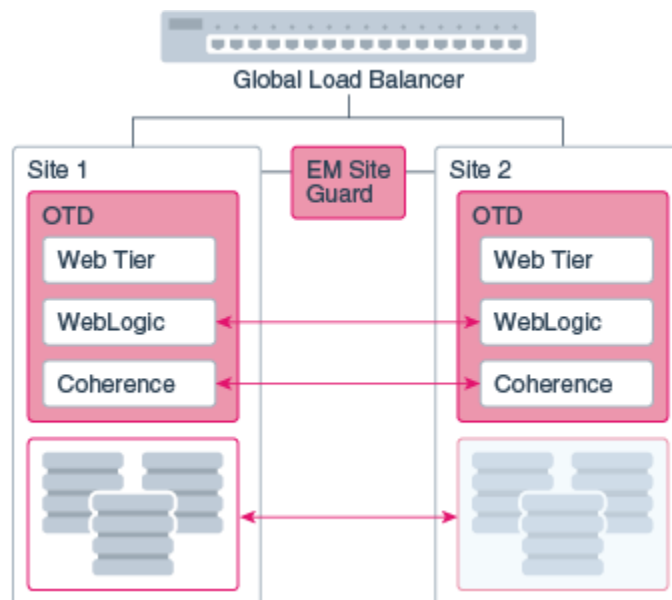 Global Load Balancer
Site 1
EM Site
Guard
Site 2
OTD
Web Tier
WebLogic
Coherence
OTD
Web Tier
WebLogic
Coherence